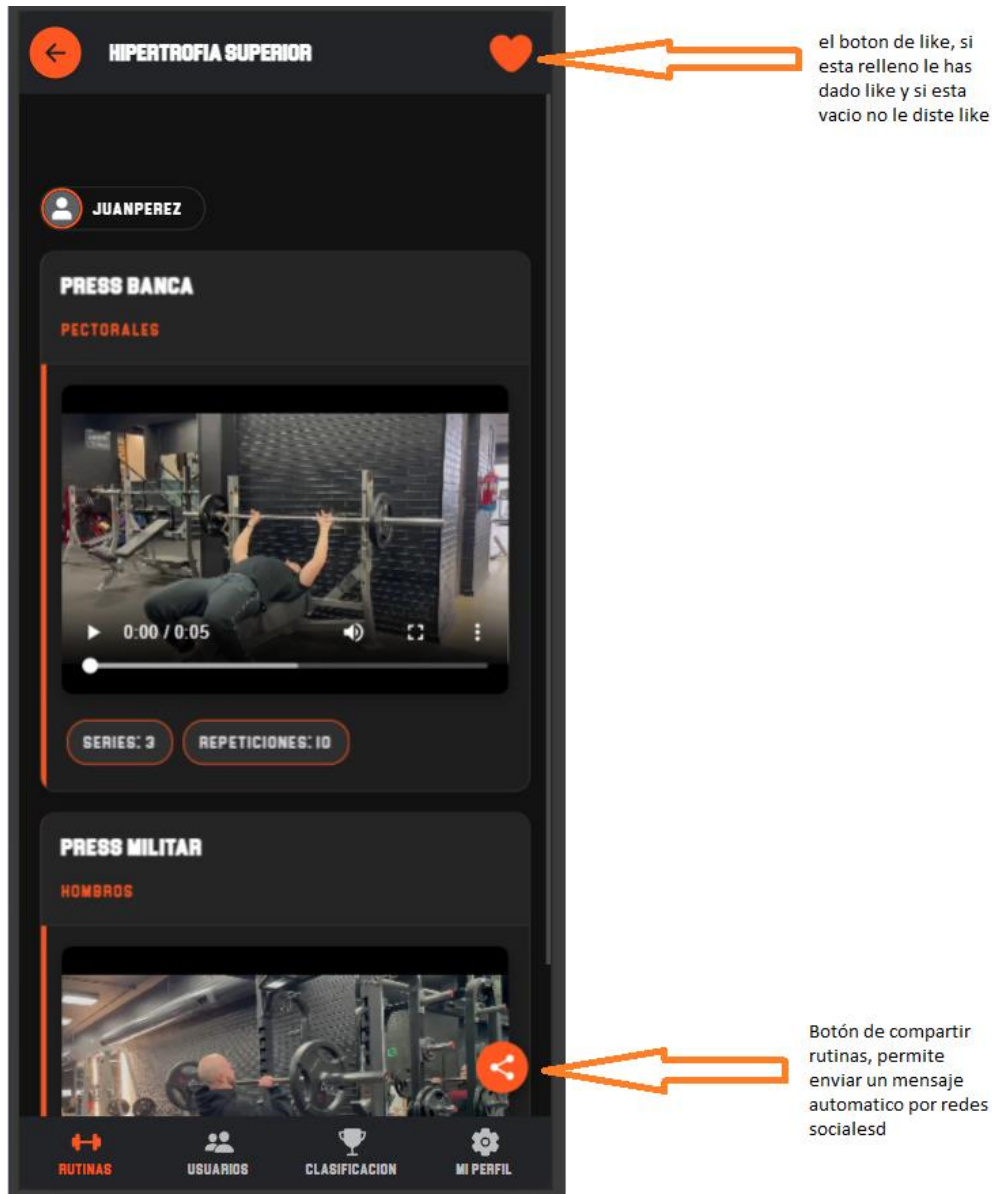 HIPERTROFIA SUPERIOR
el boton de like, si
esta relleno le has
dado like y si esta
vacio no le diste like
JUANPEREZ
PRESS BANCA
PECTORALES
0:00 / 0:05
SERIES: 3
REPETICIONES: 10
PRESS MILITAR
HOMBROS
Botón de compartir
rutinas, permite
enviar un mensaje
automatico por redes
socialesd
RUTINAS
USUARIOS
CLASIFICACION
MI PERFIL